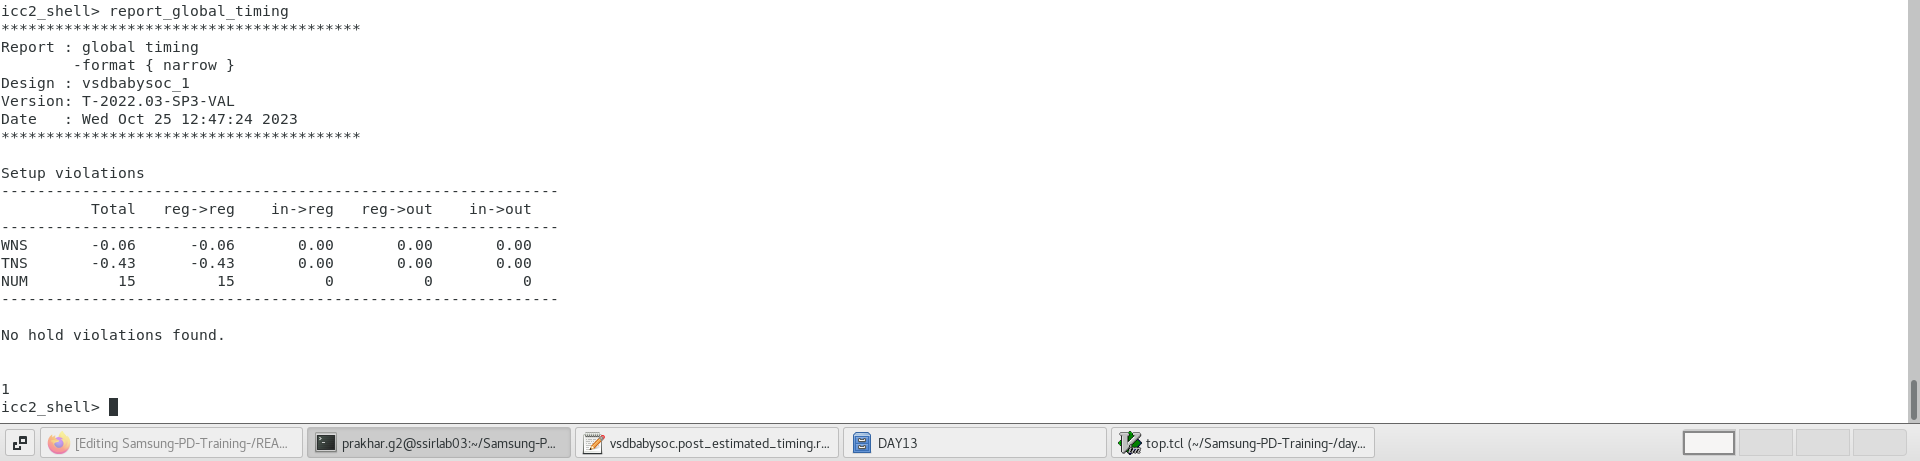 icc2_shell> report_global_timing
****************************************
Report : global timing
        -format { narrow }
Design : vsdbabysoc_1
Version: T-2022.03-SP3-VAL
Date   : Wed Oct 25 12:47:24 2023
****************************************
Setup violations
--------------------------------------------------------------
          Total   reg->reg    in->reg   reg->out    in->out
--------------------------------------------------------------
WNS       -0.06      -0.06       0.00       0.00       0.00
TNS       -0.43      -0.43       0.00       0.00       0.00
NUM          15         15          0          0          0
--------------------------------------------------------------
No hold violations found.
1
icc2_shell>
[Editing Samsung-PD-Training-/REA...
prakhar.g2@ssirlab03:~/Samsung-P...
vsdbabysoc.post_estimated_timing.r...
DAY13
top.tcl (~/Samsung-PD-Training-/day...